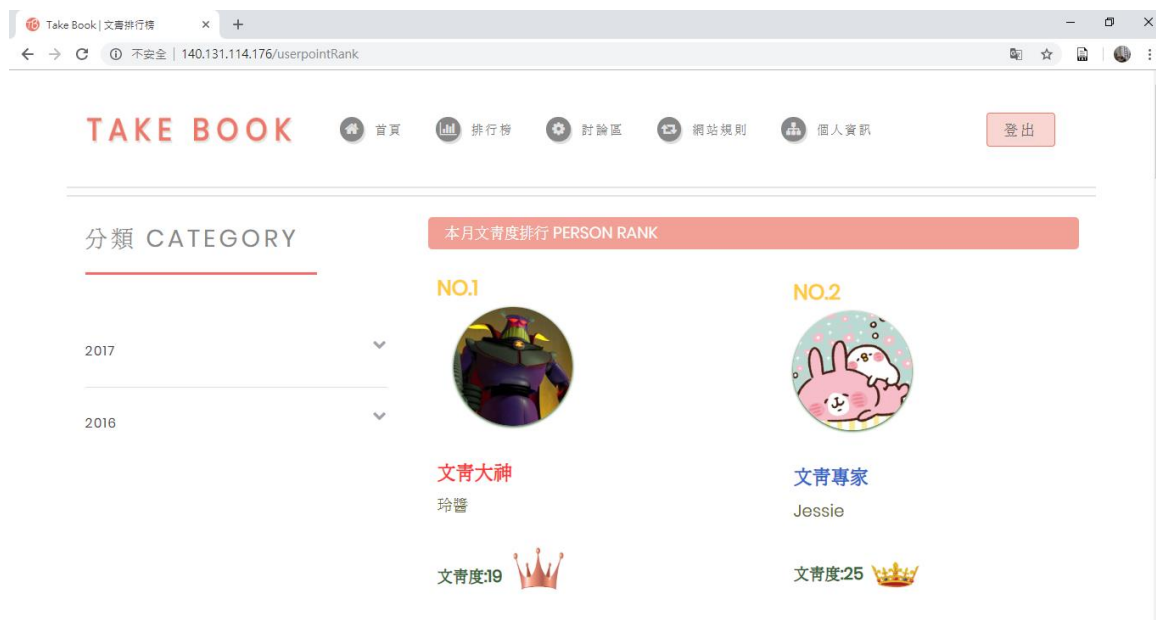 Take Book | 文青排行榜
不安全 | 140.131.114.176/userpointRank
TAKE BOOK 首頁 排行榜 討論區 網站規則 個人資訊 登出
分類 CATEGORY
2017
2016
本月文青度排行 PERSON RANK
NO.1
文青大神
玲醬
文青度:19
NO.2
文青專家
Jessie
文青度:25